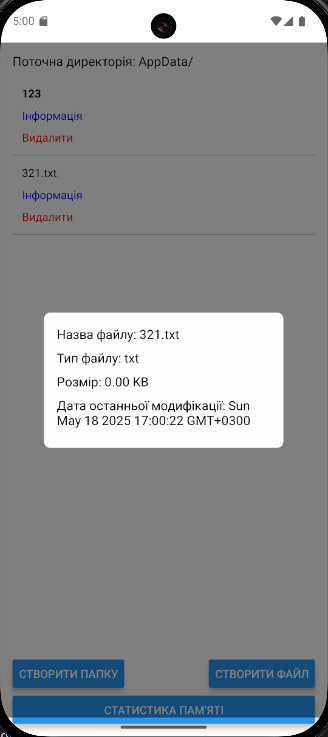 5:00
Поточна директорія: AppData/
123
Інформація
Видалити
321.txt
Інформація
Видалити
Назва файлу: 321.txt
Тип файлу: txt
Розмір: 0.00 KB
Дата останньої модифікації: Sun
May 18 2025 17:00:22 GMT+0300
СТВОРИТИ ПАПКУ
СТВОРИТИ ФАЙЛ
СТАТИСТИКА ПАМ'ЯТІ